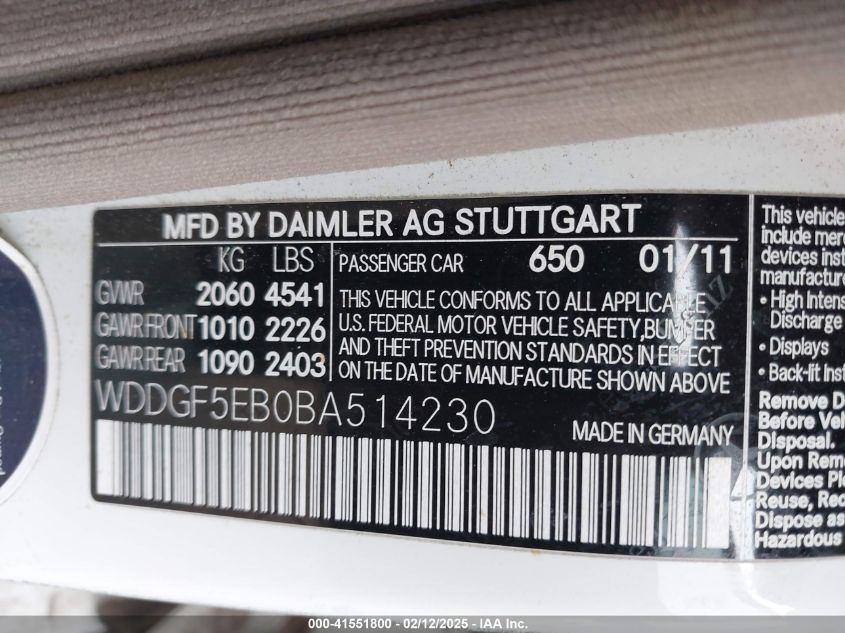 MFD BY DAIMLER AG STUTTGART
KG LBS
GVWR 2060 4541
GAWR FRONT 1010 2226
GAWR REAR 1090 2403
PASSENGER CAR 650 01/11
THIS VEHICLE CONFORMS TO ALL APPLICABLE
U.S. FEDERAL MOTOR VEHICLE SAFETY, BUMPER
AND THEFT PREVENTION STANDARDS IN EFFECT
ON THE DATE OF MANUFACTURE SHOWN ABOVE
WDDGF5EB0BA514230
MADE IN GERMANY
This vehicle
include mer
devices inst
manufacture
• High Intens
Discharge
• Displays
• Back-lit Inst
Remove D
Before Veh
Disposal.
Upon Rem
Devices Pl
Reuse, Rec
Dispose as
Hazardous
000-41551800 - 02/12/2025 - IAA Inc.